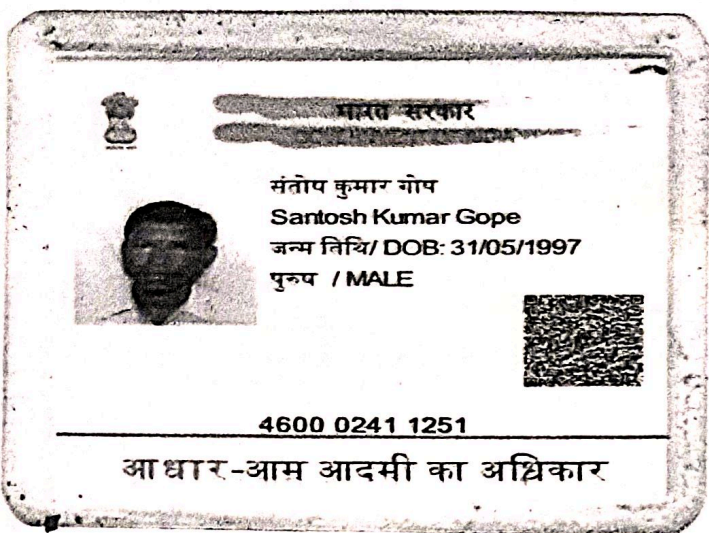 भारत सरकार
संतोष कुमार गोप
Santosh Kumar Gope
जन्म तिथि/ DOB: 31/05/1997
पुरुष / MALE
4600 0241 1251
आधार-आम आदमी का अधिकार